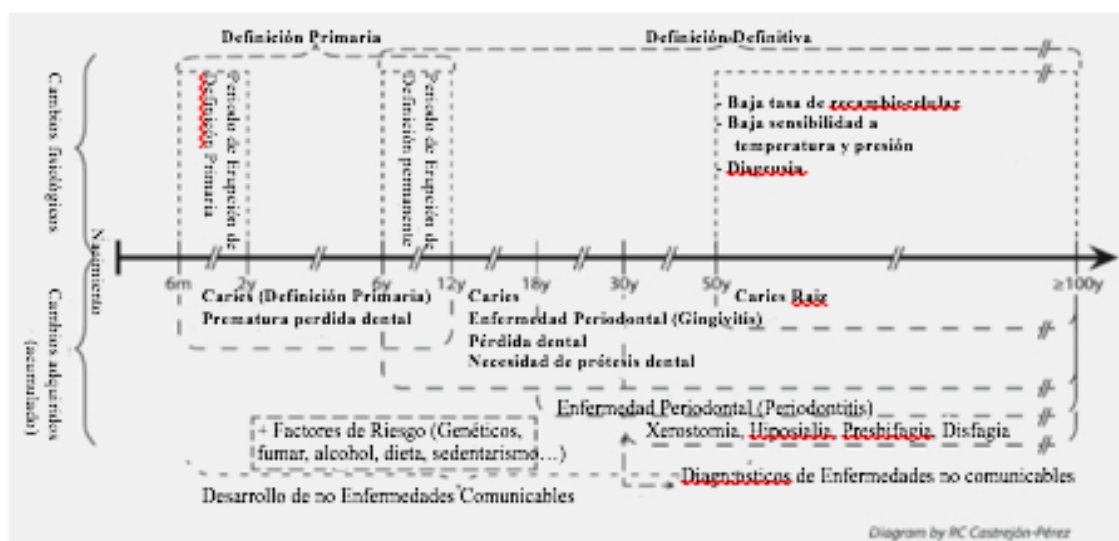 Definición Primaria
Definición Definitiva
Cambios fisiológicos
Periodo de Erupción de
Definición Primaria
Periodo de Erupción de
Definición permanente
- Baja tasa de recambiocelular
- Baja sensibilidad a
temperatura y presión
- Disgeusia
Nacimiento
6m
2y
6y
12y
18y
30y
50y
≥100y
Cambios adquiridos
(acumulado)
Caries (Definición Primaria)
Prematura perdida dental
Caries
Enfermedad Periodontal (Gingivitis)
Pérdida dental
Necesidad de prótesis dental
Caries Raiz
Enfermedad Periodontal (Periodontitis)
+ Factores de Riesgo (Genéticos,
fumar, alcohol, dieta, sedentarismo…)
Xerostomia, Hiposialia, Presbifagia, Disfagia
Diagnósticos de Enfermedades no comunicables
Desarrollo de no Enfermedades Comunicables
Diagram by RC Castrejón-Pérez